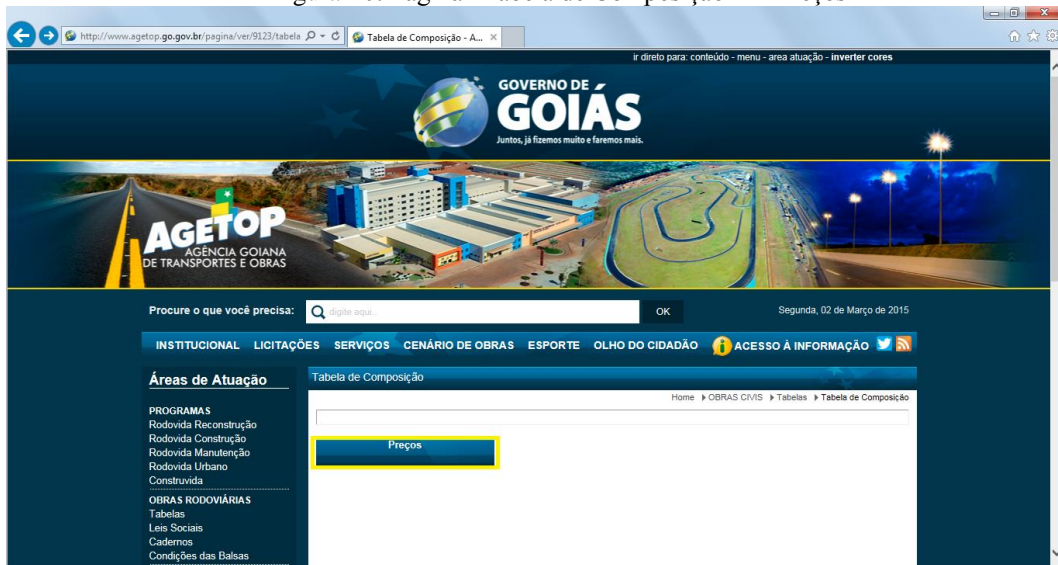 http://www.agetop.go.gov.br/pagina/ver/9123/tabela
Tabela de Composição - A...
ir direto para: conteúdo - menu - area atuação - inverter cores
GOVERNO DE
GOIÁS
Juntos, já fizemos muito e faremos mais.
AGETOP
AGÊNCIA GOIANA
DE TRANSPORTES E OBRAS
Procure o que você precisa: digite aqui... OK Segunda, 02 de Março de 2015
INSTITUCIONAL LICITAÇÕES SERVIÇOS CENÁRIO DE OBRAS ESPORTE OLHO DO CIDADÃO ACESSO À INFORMAÇÃO
Áreas de Atuação
Tabela de Composição
Home OBRAS CIVIS Tabelas Tabela de Composição
Preços
PROGRAMAS
Rodovida Reconstrução
Rodovida Construção
Rodovida Manutenção
Rodovida Urbano
Construvida
OBRAS RODOVIÁRIAS
Tabelas
Leis Sociais
Cadernos
Condições das Balsas